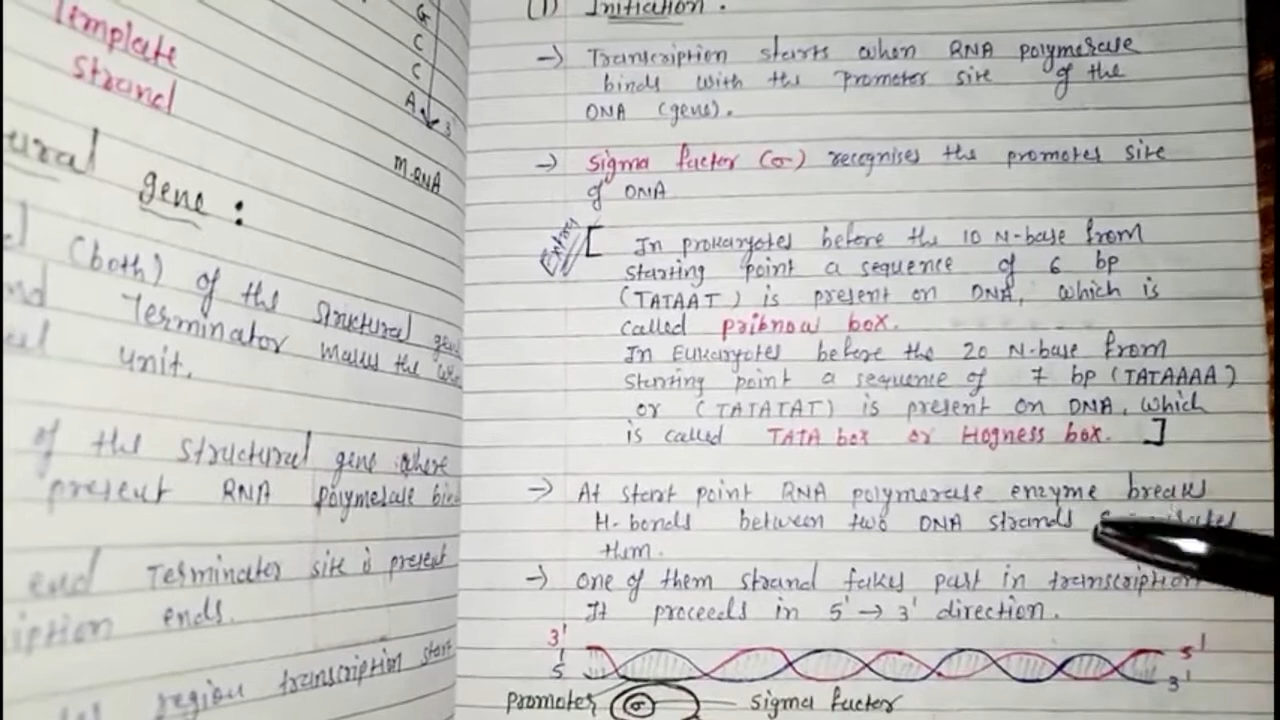 Template
Strand
G
C
C
A
3
m-RNA
gene :
(both) of the structural gene
Terminator makes the
unit.
of the structural gene where
present RNA polymerase
end Terminator site is present
ends.
region transcription start
(1) Initiation.
→ Transcription starts when RNA polymerase
binds with the promoter site of the
DNA (gene).
→ Sigma factor (σ) recognises the promoter site
of DNA
Extra
[ In prokaryotes before the 10 N-base from
starting point a sequence of 6 bp
(TATAAT) is present on DNA, which is
called pribnow box.
In Eukaryotes before the 20 N-base from
starting point a sequence of 7 bp (TATAAAA)
or (TATATAT) is present on DNA, which
is called TATA box or Hogness box. ]
→ At start point RNA polymerase enzyme breaks
H-bonds between two DNA strands
them.
→ one of them strand takes part in transcription
It proceeds in 5' → 3' direction.
3' 5'
5' 3'
promoter σ sigma factor